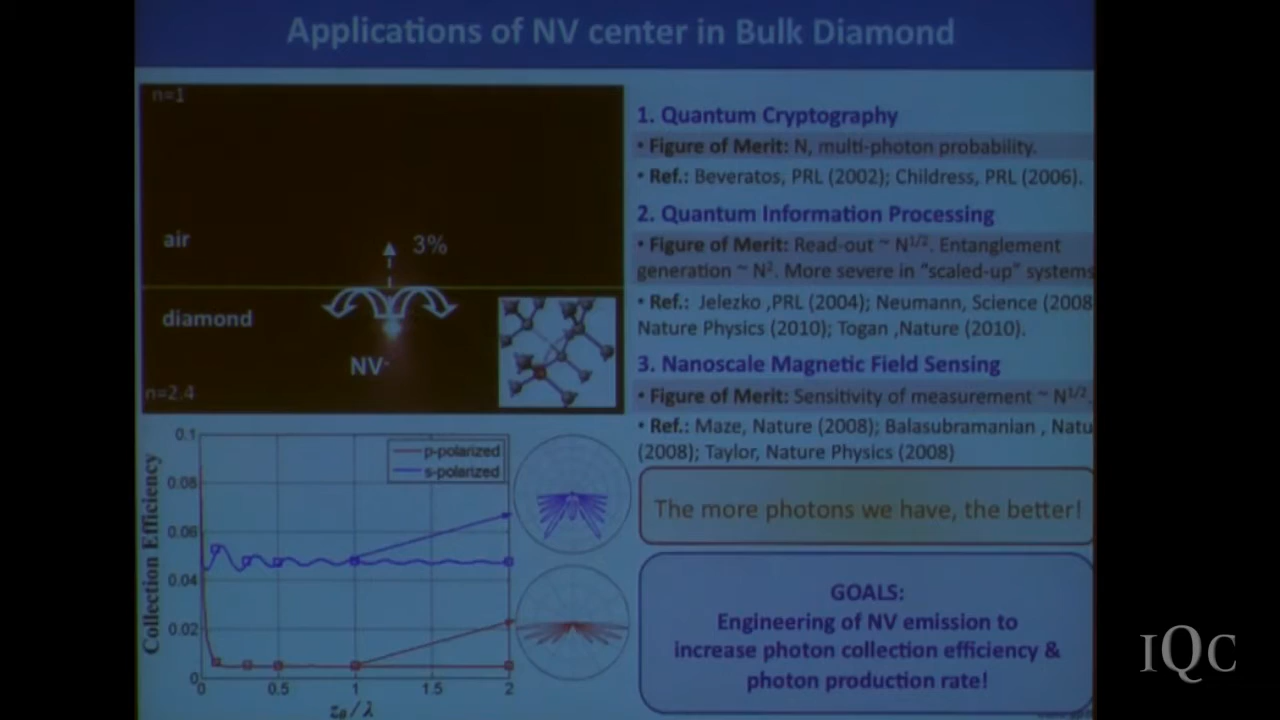 Applications of NV center in Bulk Diamond
n=1
air
3%
diamond
NV-
n=2.4
1. Quantum Cryptography
• Figure of Merit: N, multi-photon probability.
• Ref.: Beveratos, PRL (2002); Childress, PRL (2006).
2. Quantum Information Processing
• Figure of Merit: Read-out ~ N1/2. Entanglement
generation ~ N2. More severe in "scaled-up" systems
• Ref.: Jelezko ,PRL (2004); Neumann, Science (2008
Nature Physics (2010); Togan ,Nature (2010).
3. Nanoscale Magnetic Field Sensing
• Figure of Merit: Sensitivity of measurement ~ N1/2.
• Ref.: Maze, Nature (2008); Balasubramanian , Natu
(2008); Taylor, Nature Physics (2008)
The more photons we have, the better!
GOALS:
Engineering of NV emission to
increase photon collection efficiency &
photon production rate!
Collection Efficiency
0.1
0.08
0.06
0.04
0.02
0
p-polarized
s-polarized
0 0.5 1 1.5 2
z0 / λ
IQC